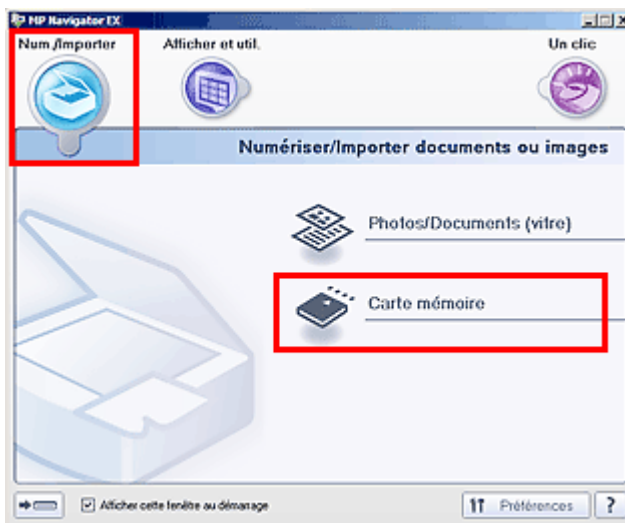 MP Navigator EX
Num./Importer
Afficher et util.
Un clic
Numériser/Importer documents ou images
Photos/Documents (vitre)
Carte mémoire
Afficher cette fenêtre au démarrage
Préférences
?